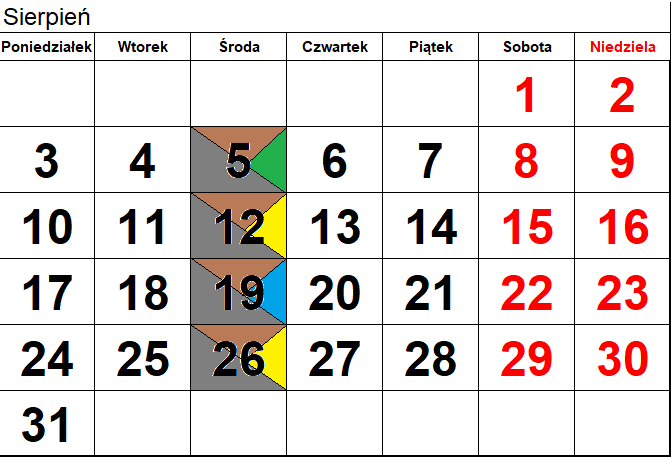 Sierpień
Poniedziałek Wtorek Środa Czwartek Piątek Sobota Niedziela
1 2
3 4 5 6 7 8 9
10 11 12 13 14 15 16
17 18 19 20 21 22 23
24 25 26 27 28 29 30
31